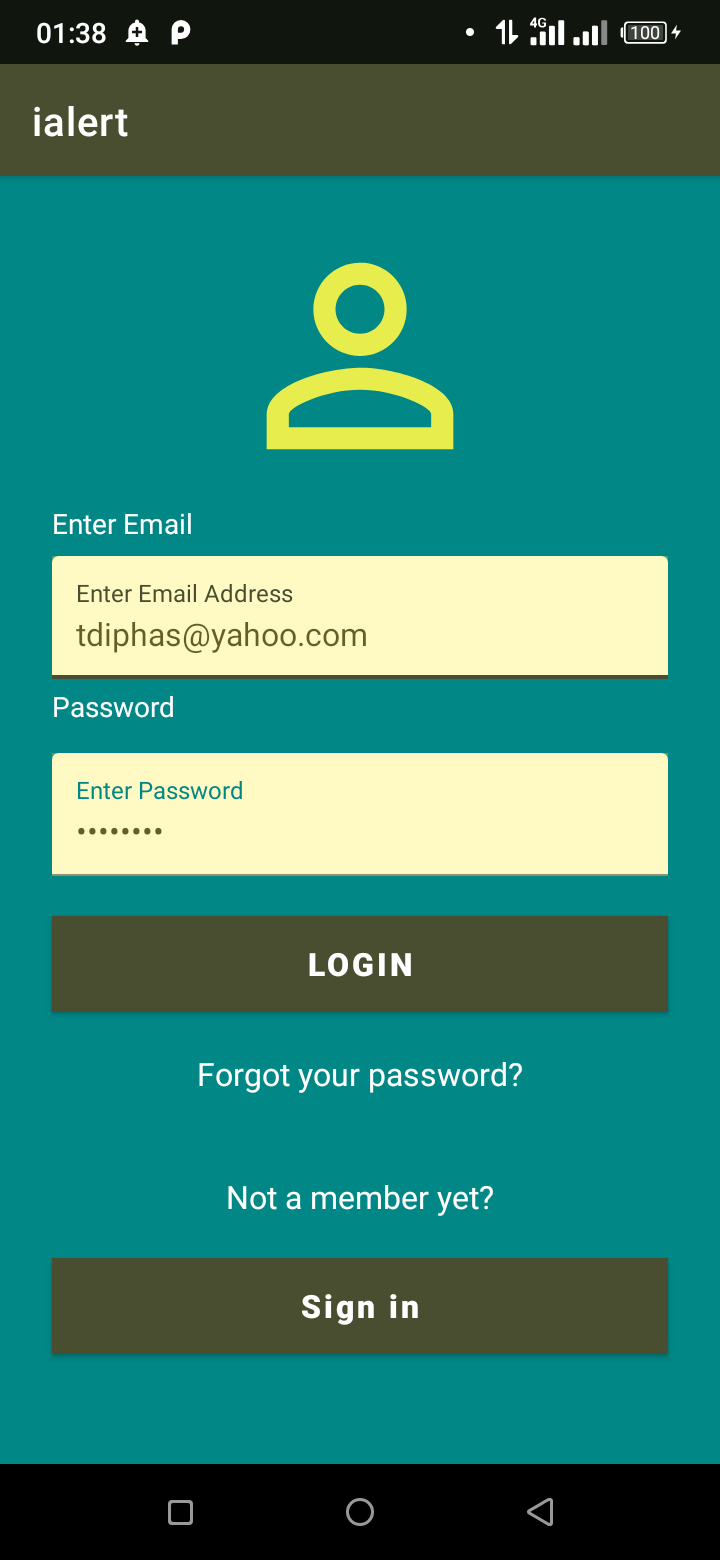 01:38
4G
100
ialert
Enter Email
Enter Email Address
tdiphas@yahoo.com
Password
Enter Password
••••••••
LOGIN
Forgot your password?
Not a member yet?
Sign in